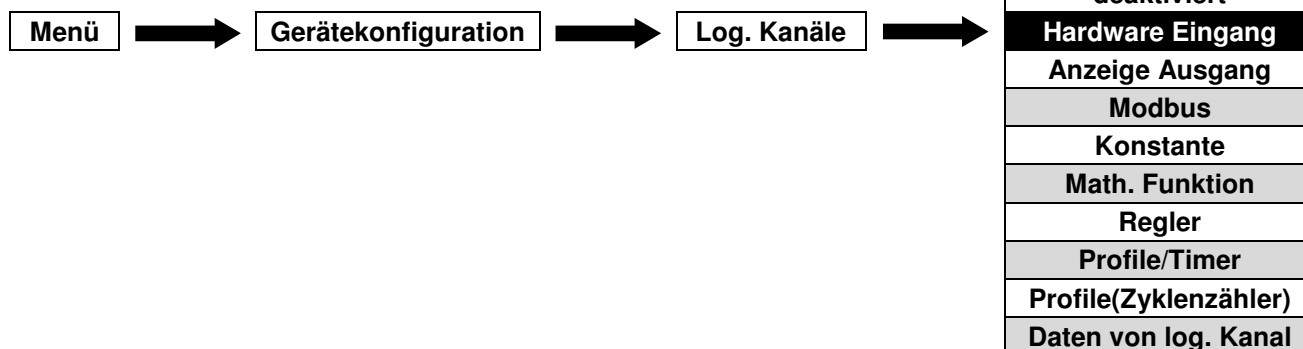 deaktiviert
Menü
Gerätekonfiguration
Log. Kanäle
Hardware Eingang
Anzeige Ausgang
Modbus
Konstante
Math. Funktion
Regler
Profile/Timer
Profile(Zyklenzähler)
Daten von log. Kanal